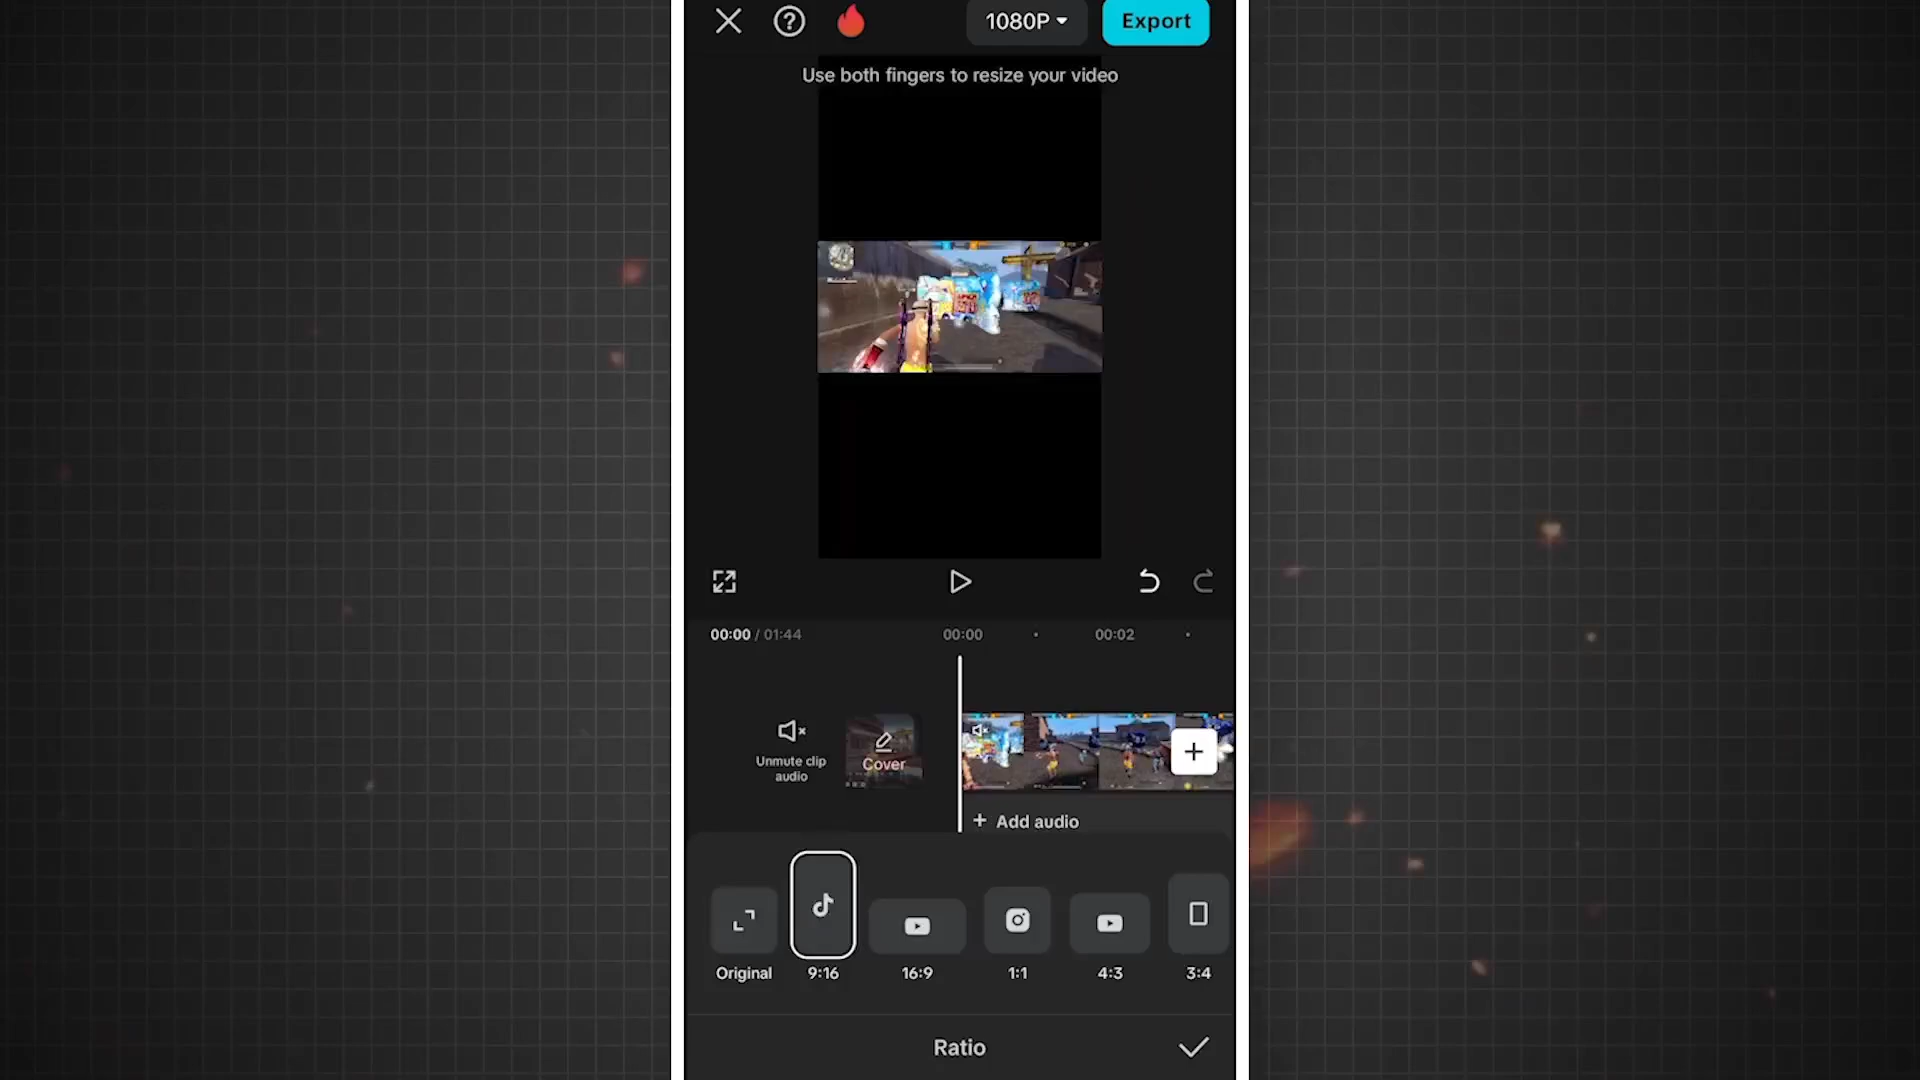 1080P
Export
Use both fingers to resize your video
00:00 / 01:44
00:00
00:02
Unmute clip
audio
Cover
+ Add audio
Original
9:16
16:9
1:1
4:3
3:4
Ratio